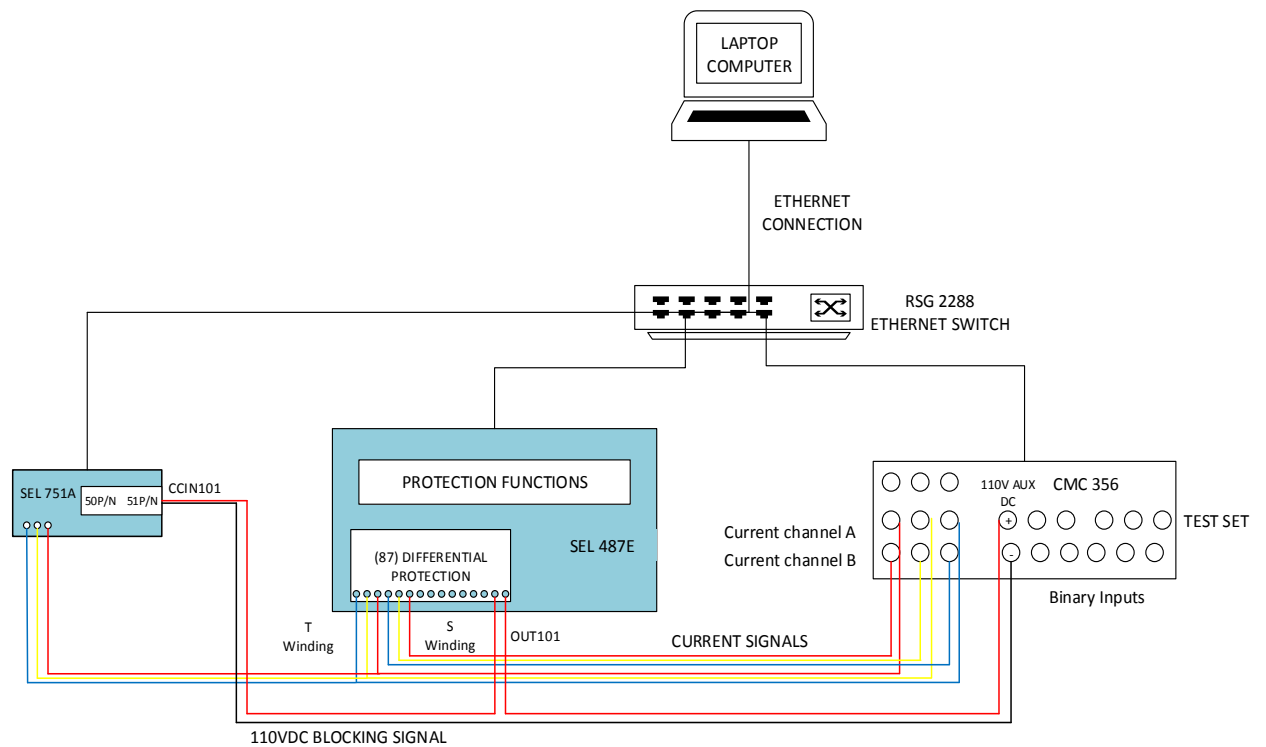 LAPTOP
COMPUTER
ETHERNET
CONNECTION
RSG 2288
ETHERNET SWITCH
SEL 751A
50P/N 51P/N
CCIN101
PROTECTION FUNCTIONS
SEL 487E
(87) DIFFERENTIAL
PROTECTION
T
Winding
S
Winding
OUT101
CURRENT SIGNALS
Current channel A
Current channel B
110V AUX
DC
CMC 356
+
-
TEST SET
Binary Inputs
110VDC BLOCKING SIGNAL